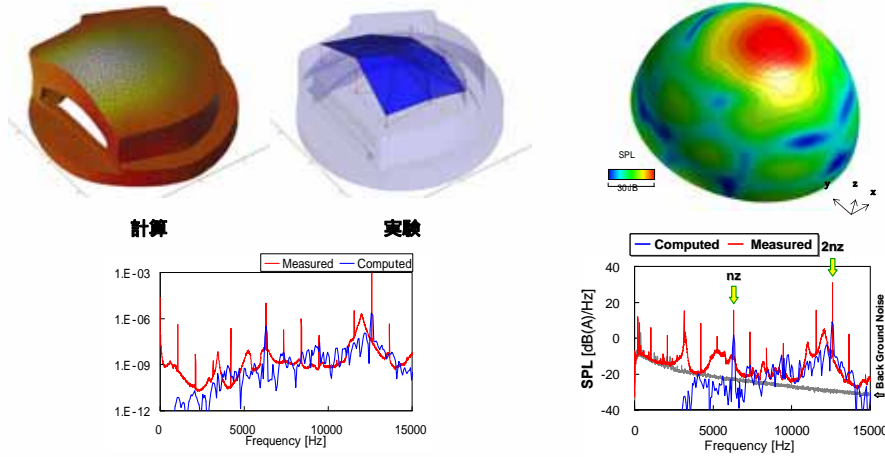 SPL
30dB
y
z
x
計算
実験
Measured
Computed
1.E-03
1.E-06
1.E-09
1.E-12
0
5000
10000
15000
Frequency [Hz]
Computed
Measured
2nz
nz
40
20
0
-20
-40
SPL [dB(A)/Hz]
0
5000
10000
15000
Frequency [Hz]
⇧Back Ground Noise